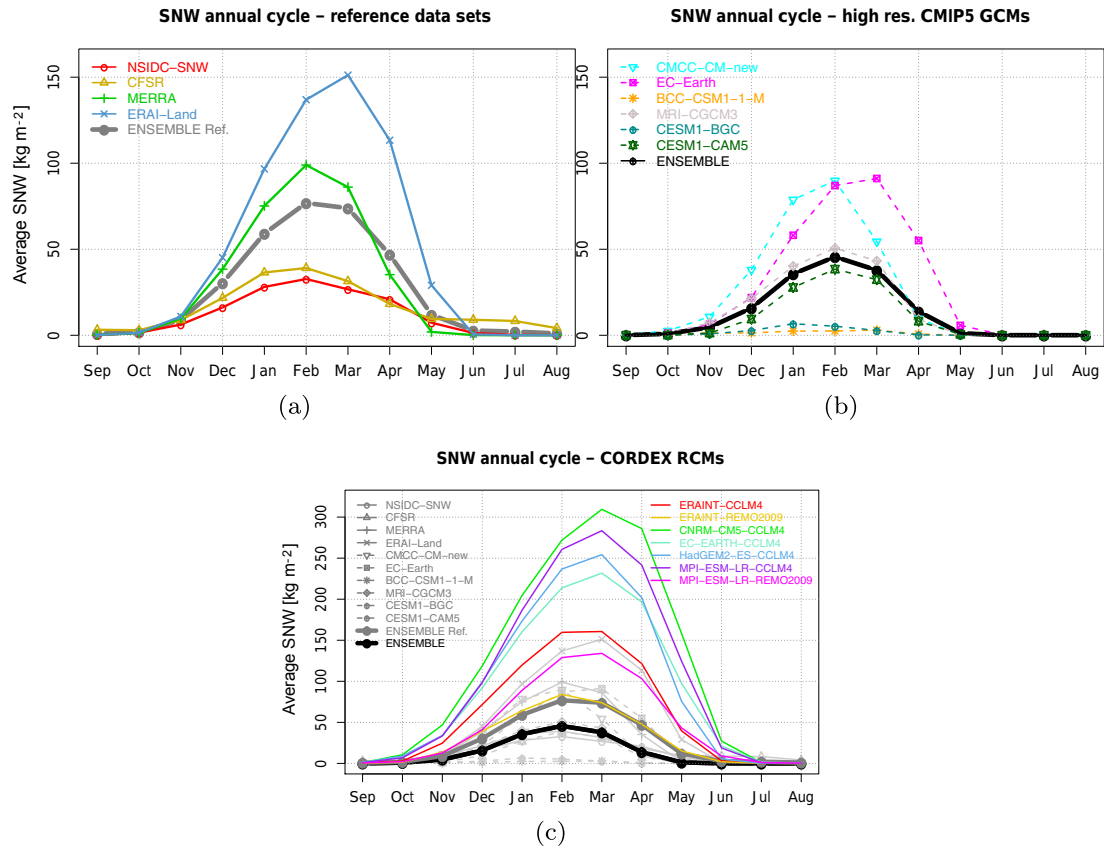 SNW annual cycle – reference data sets
Average SNW [kg m⁻²]
150
100
50
0
NSIDC−SNW
CFSR
MERRA
ERAI−Land
ENSEMBLE Ref.
Sep Oct Nov Dec Jan Feb Mar Apr May Jun Jul Aug
(a)
SNW annual cycle – high res. CMIP5 GCMs
150
100
50
0
CMCC−CM−new
EC−Earth
BCC−CSM1−1−M
MRI−CGCM3
CESM1−BGC
CESM1−CAM5
ENSEMBLE
Sep Oct Nov Dec Jan Feb Mar Apr May Jun Jul Aug
(b)
SNW annual cycle – CORDEX RCMs
Average SNW [kg m⁻²]
300
250
200
150
100
50
0
NSIDC−SNW
CFSR
MERRA
ERAI−Land
CMCC−CM−new
EC−Earth
BCC−CSM1−1−M
MRI−CGCM3
CESM1−BGC
CESM1−CAM5
ENSEMBLE Ref.
ENSEMBLE
ERAINT−CCLM4
ERAINT−REMO2009
CNRM−CM5−CCLM4
EC−EARTH−CCLM4
HadGEM2−ES−CCLM4
MPI−ESM−LR−CCLM4
MPI−ESM−LR−REMO2009
Sep Oct Nov Dec Jan Feb Mar Apr May Jun Jul Aug
(c)